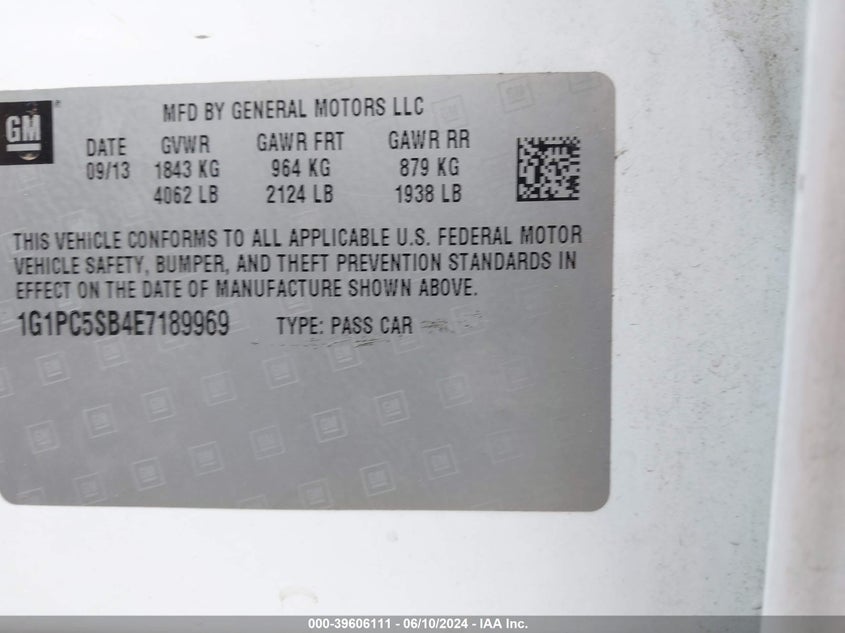 GM
MFD BY GENERAL MOTORS LLC
DATE GVWR GAWR FRT GAWR RR
09/13 1843 KG 964 KG 879 KG
4062 LB 2124 LB 1938 LB
THIS VEHICLE CONFORMS TO ALL APPLICABLE U.S. FEDERAL MOTOR
VEHICLE SAFETY, BUMPER, AND THEFT PREVENTION STANDARDS IN
EFFECT ON THE DATE OF MANUFACTURE SHOWN ABOVE.
1G1PC5SB4E7189969 TYPE: PASS CAR
000-39606111 - 06/10/2024 - IAA Inc.